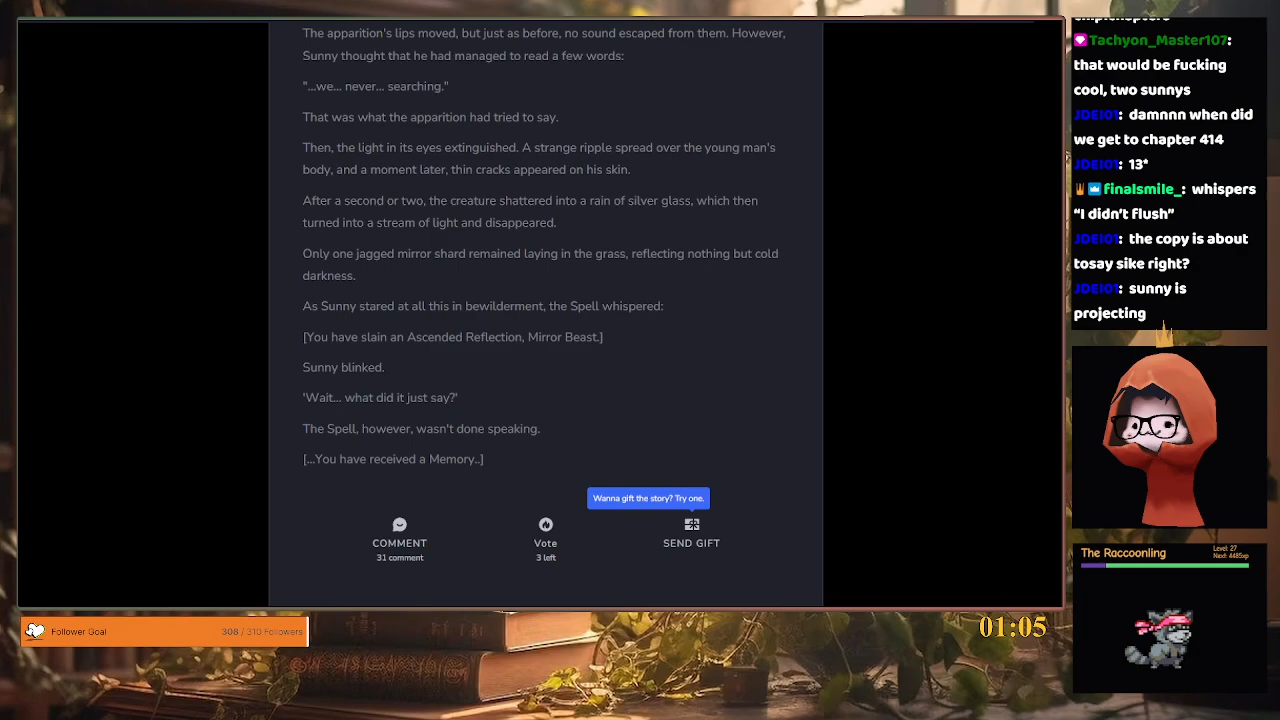 The apparition's lips moved, but just as before, no sound escaped from them. However,
Sunny thought that he had managed to read a few words:
"...we... never... searching."
That was what the apparition had tried to say.
Then, the light in its eyes extinguished. A strange ripple spread over the young man's
body, and a moment later, thin cracks appeared on his skin.
After a second or two, the creature shattered into a rain of silver glass, which then
turned into a stream of light and disappeared.
Only one jagged mirror shard remained laying in the grass, reflecting nothing but cold
darkness.
As Sunny stared at all this in bewilderment, the Spell whispered:
[You have slain an Ascended Reflection, Mirror Beast.]
Sunny blinked.
'Wait... what did it just say?'
The Spell, however, wasn't done speaking.
[...You have received a Memory..]
Wanna gift the story? Try one.
COMMENT
31 comment
Vote
3 left
SEND GIFT
Tachyon_Master107:
that would be fucking
cool, two sunnys
JDEI01: damnnn when did
we get to chapter 414
JDEI01: 13*
finalsmile_: whispers
“I didn’t flush”
JDEI01: the copy is about
tosay sike right?
JDEI01: sunny is
projecting
The Raccoonling
Level: 27
Next: 4485xp
Follower Goal
308 / 310 Followers
01:05